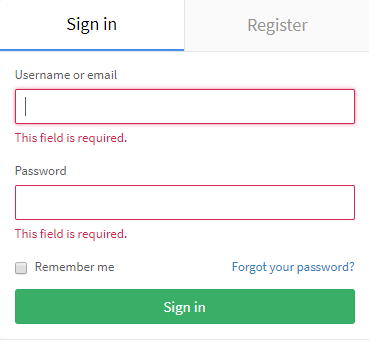 Sign in Register
Username or email
This field is required.
Password
This field is required.
Remember me Forgot your password?
Sign in